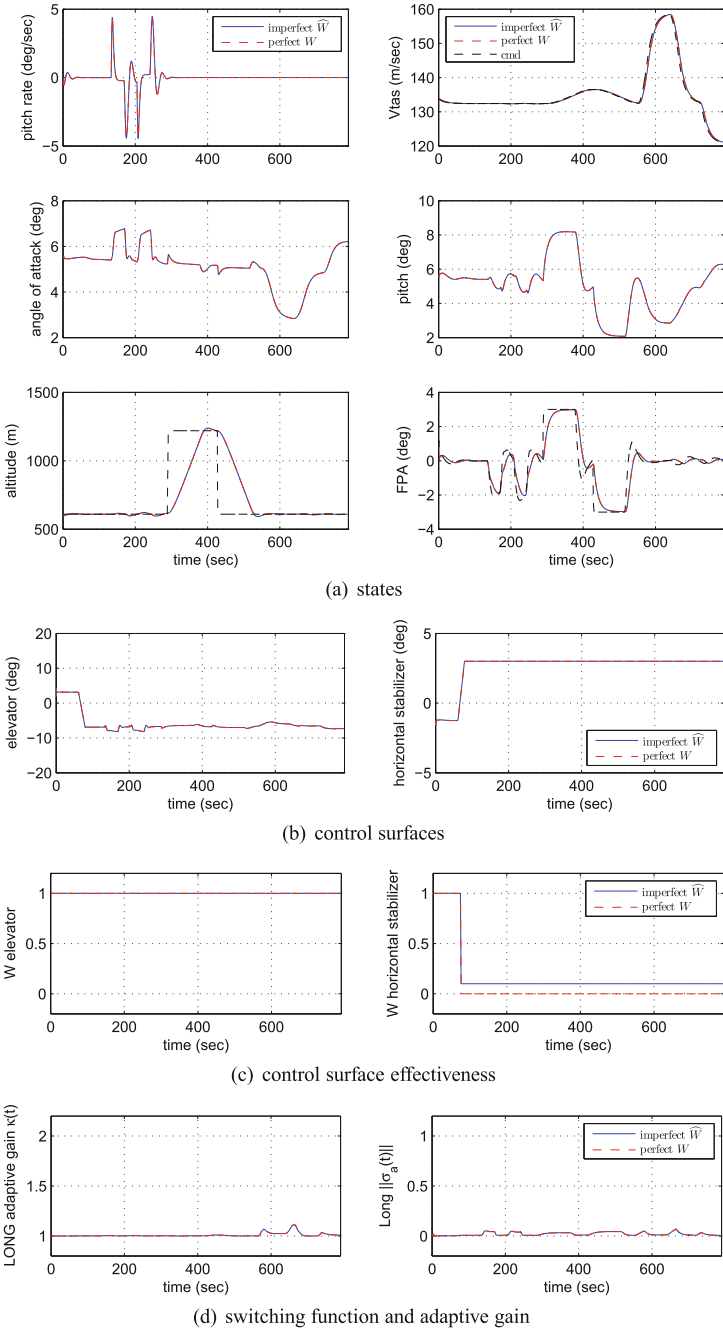 pitch rate (deg/sec)
5
0
−5
0 200 400 600
imperfect Ŵ
perfect W
Vtas (m/sec)
160
150
140
130
120
0 200 400 600
imperfect Ŵ
perfect W
cmd
angle of attack (deg)
8
6
4
2
0 200 400 600
pitch (deg)
10
8
6
4
2
0 200 400 600
altitude (m)
1500
1000
500
0 200 400 600
time (sec)
FPA (deg)
4
2
0
−2
−4
0 200 400 600
time (sec)
(a) states
elevator (deg)
20
10
0
−10
−20
0 200 400 600
time (sec)
horizontal stabilizer (deg)
5
0
−5
0 200 400 600
time (sec)
imperfect Ŵ
perfect W
(b) control surfaces
W elevator
1
0.5
0
0 200 400 600
time (sec)
W horizontal stabilizer
1
0.5
0
0 200 400 600
time (sec)
imperfect Ŵ
perfect W
(c) control surface effectiveness
LONG adaptive gain κ(t)
2
1.5
1
0 200 400 600
time (sec)
Long ||σa(t)||
1
0.5
0
0 200 400 600
time (sec)
imperfect Ŵ
perfect W
(d) switching function and adaptive gain